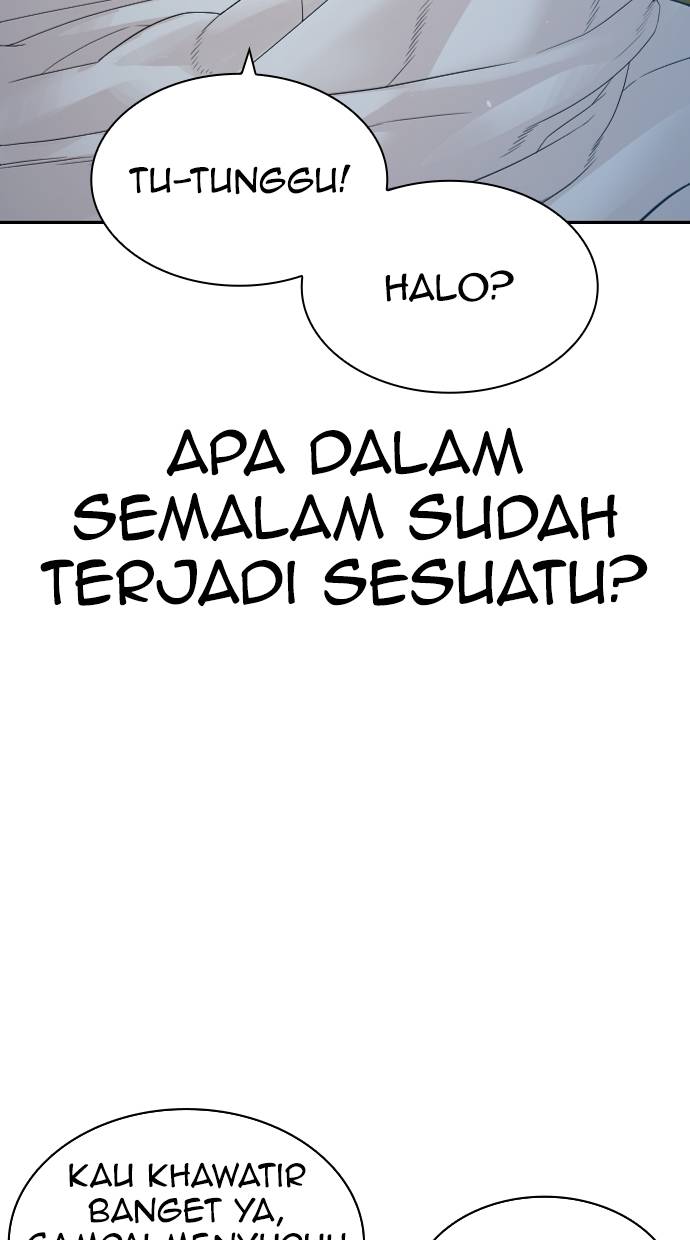 TU-TUNGGU!
HALO?
APA DALAM
SEMALAM SUDAH
TERJADI SESUATU?
KAU KHAWATIR
BANGET YA,